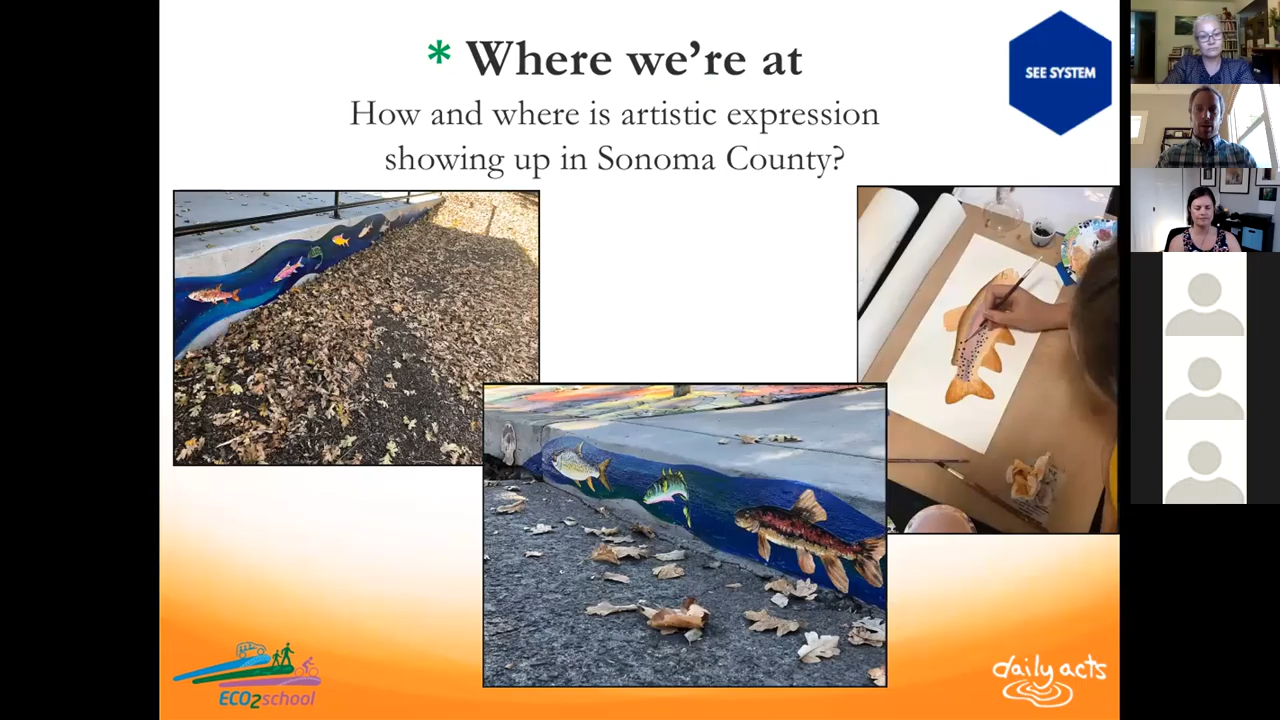 * Where we're at
SEE SYSTEM
How and where is artistic expression
showing up in Sonoma County?
ECO2school
daily acts